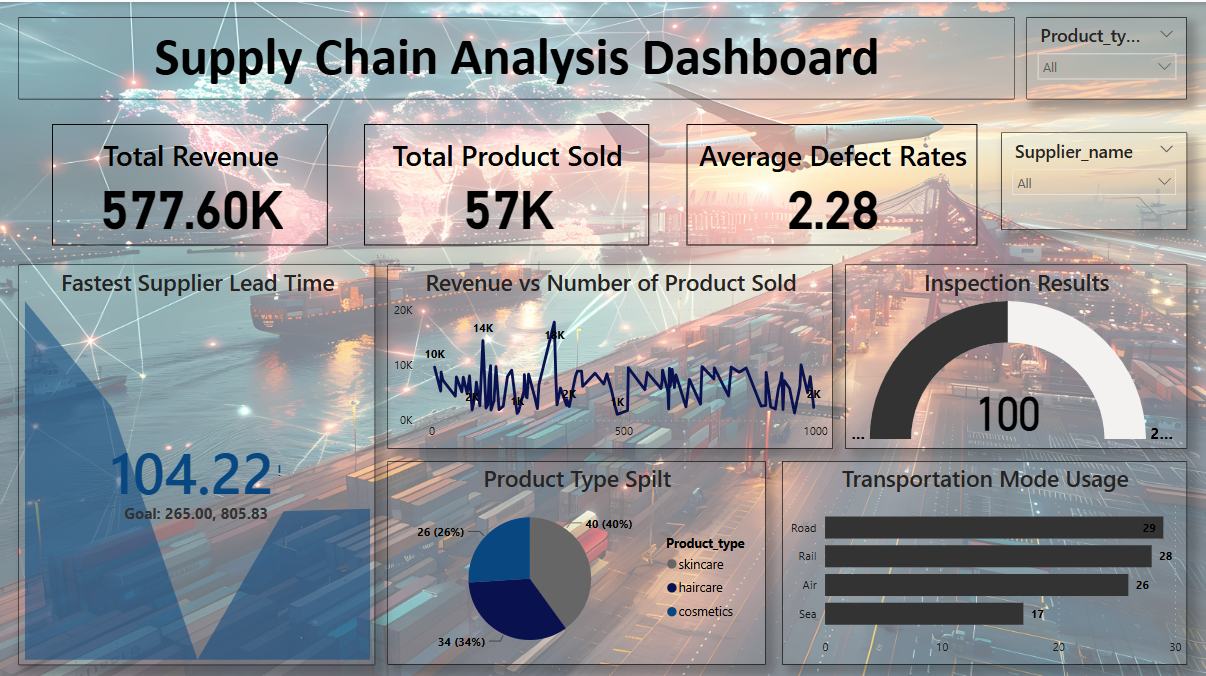 Supply Chain Analysis Dashboard
Product_ty...
All
Total Revenue
577.60K
Total Product Sold
57K
Average Defect Rates
2.28
Supplier_name
All
Fastest Supplier Lead Time
104.22!
Goal: 265.00, 805.83
Revenue vs Number of Product Sold
20K
10K
0K
10K
14K
2K
1K
18K
2K
1K
2K
0
500
1000
Inspection Results
100
...
2...
Product Type Spilt
26 (26%)
40 (40%)
34 (34%)
Product_type
skincare
haircare
cosmetics
Transportation Mode Usage
Road
29
Rail
28
Air
26
Sea
17
0
10
20
30